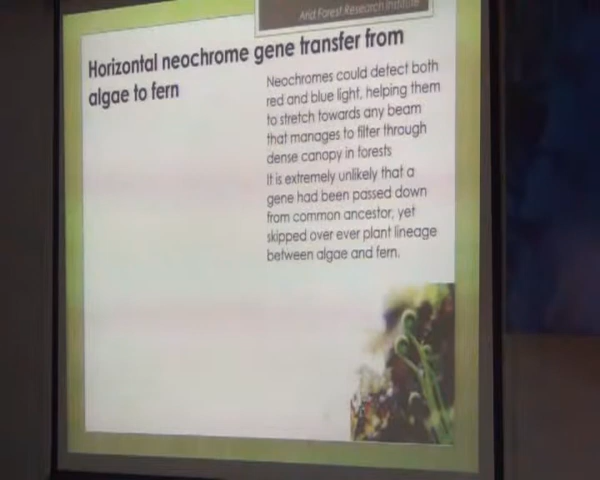 Arid Forest Research Institute
Horizontal neochrome gene transfer from
algae to fern
Neochromes could detect both
red and blue light, helping them
to stretch towards any beam
that manages to filter through
dense canopy in forests
It is extremely unlikely that a
gene had been passed down
from common ancestor, yet
skipped over ever plant lineage
between algae and fern.